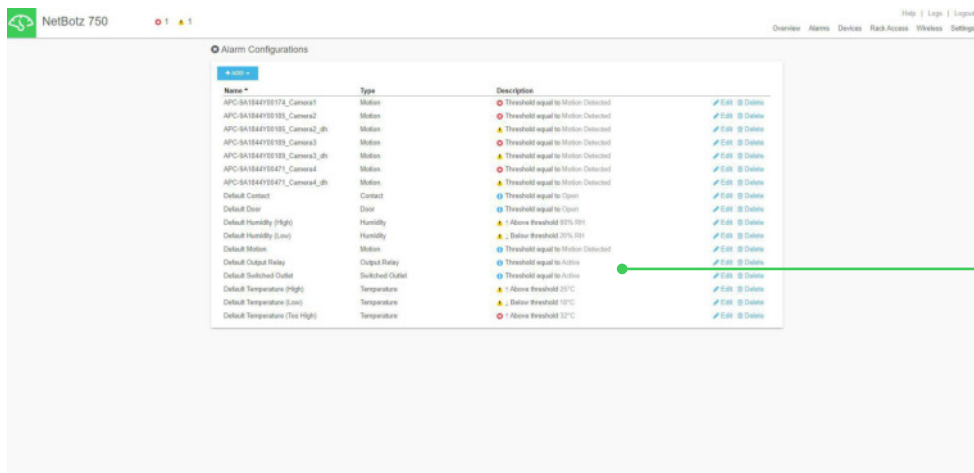 Help | Logs | Logout
NetBotz 750 1 1
Overview Alarms Devices Rack Access Wireless Settings
Alarm Configurations
+ ADD
Name Type Description
APC-9A1844Y00174_Camera1 Motion Threshold equal to Motion Detected Edit Delete
APC-9A1844Y00185_Camera2 Motion Threshold equal to Motion Detected Edit Delete
APC-9A1844Y00185_Camera2_dh Motion Threshold equal to Motion Detected Edit Delete
APC-9A1844Y00189_Camera3 Motion Threshold equal to Motion Detected Edit Delete
APC-9A1844Y00189_Camera3_dh Motion Threshold equal to Motion Detected Edit Delete
APC-9A1844Y00471_Camera4 Motion Threshold equal to Motion Detected Edit Delete
APC-9A1844Y00471_Camera4_dh Motion Threshold equal to Motion Detected Edit Delete
Default Contact Contact Threshold equal to Open Edit Delete
Default Door Door Threshold equal to Open Edit Delete
Default Humidity (High) Humidity ↑ Above threshold 80% RH Edit Delete
Default Humidity (Low) Humidity ↓ Below threshold 20% RH Edit Delete
Default Motion Motion Threshold equal to Motion Detected Edit Delete
Default Output Relay Output Relay Threshold equal to Active Edit Delete
Default Switched Outlet Switched Outlet Threshold equal to Active Edit Delete
Default Temperature (High) Temperature ↑ Above threshold 25°C Edit Delete
Default Temperature (Low) Temperature ↓ Below threshold 10°C Edit Delete
Default Temperature (Too High) Temperature ↑ Above threshold 32°C Edit Delete